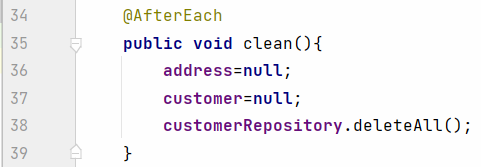 34 @AfterEach
35 public void clean(){
36 address=null;
37 customer=null;
38 customerRepository.deleteAll();
39 }